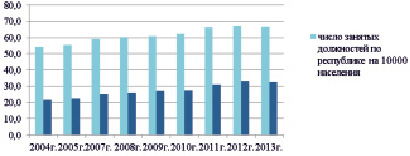 80,0
70,0
60,0
50,0
40,0
30,0
20,0
10,0
0,0
2004г.2005г.2007г. 2008г.2009г.2010г.2011г.2012г.2013г.
число занятых
должностей по
республике на 10000
населения